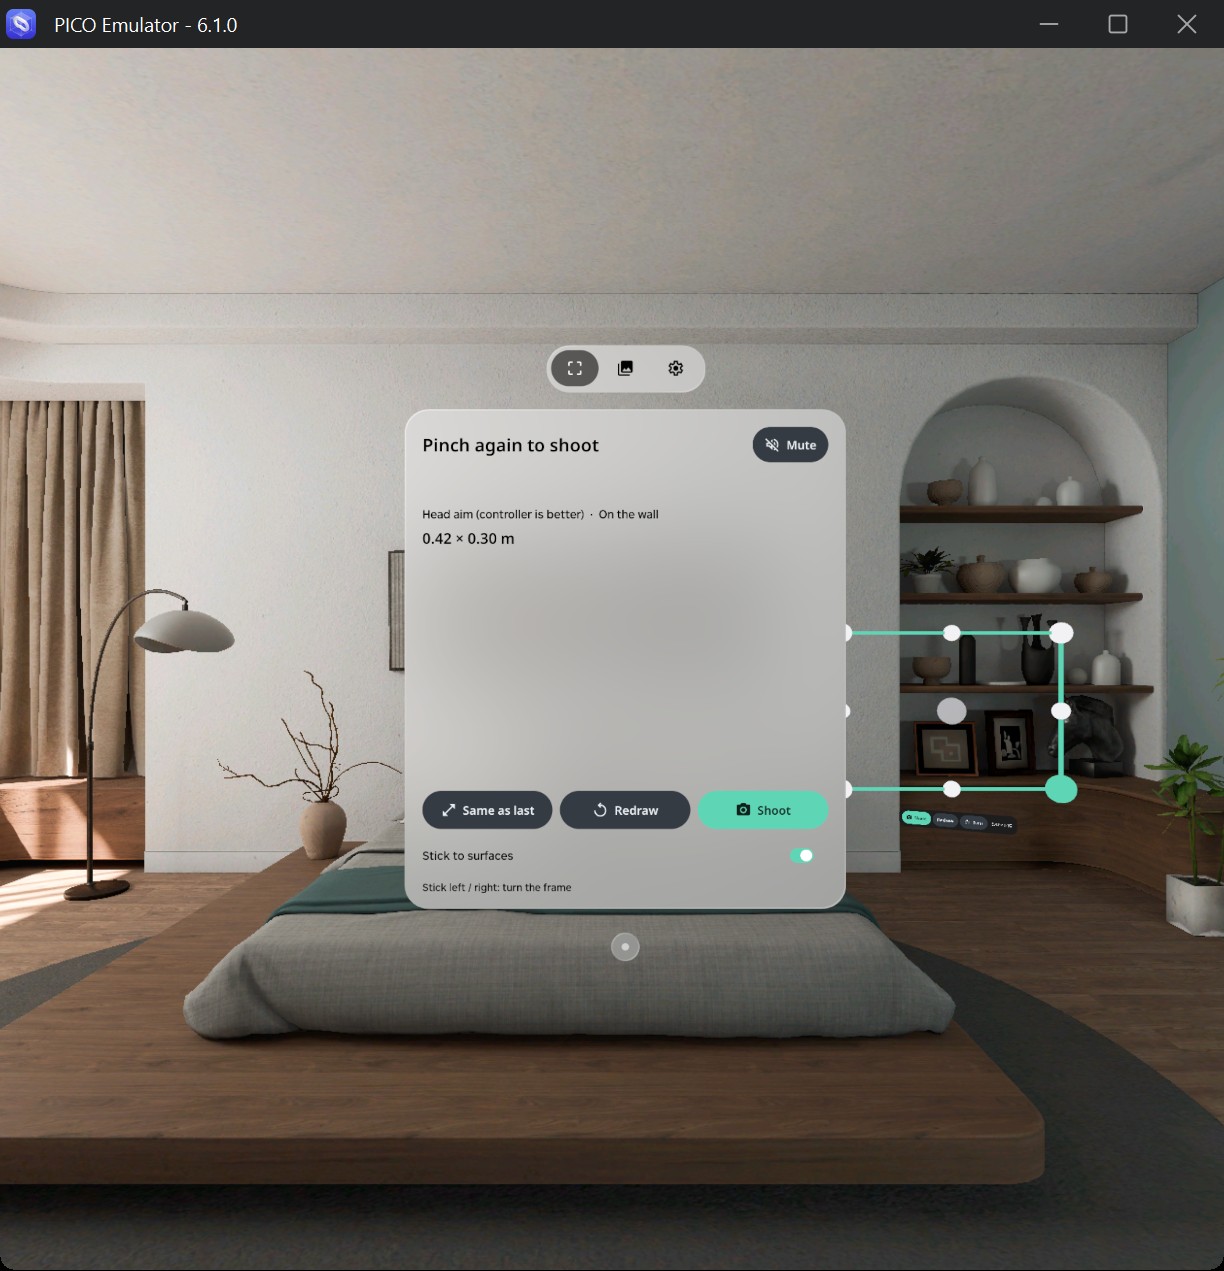 PICO Emulator - 6.1.0
Pinch again to shoot
Mute
Head aim (controller is better) · On the wall
0.42 × 0.30 m
Same as last
Redraw
Shoot
Stick to surfaces
Stick left / right: turn the frame